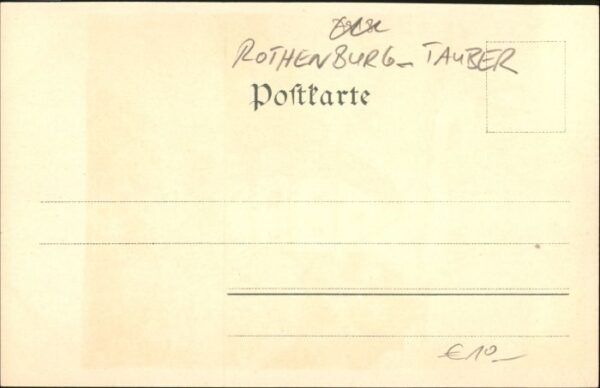 ROTHENBURG - TAUBER
Poſtkarte
€ 10 -